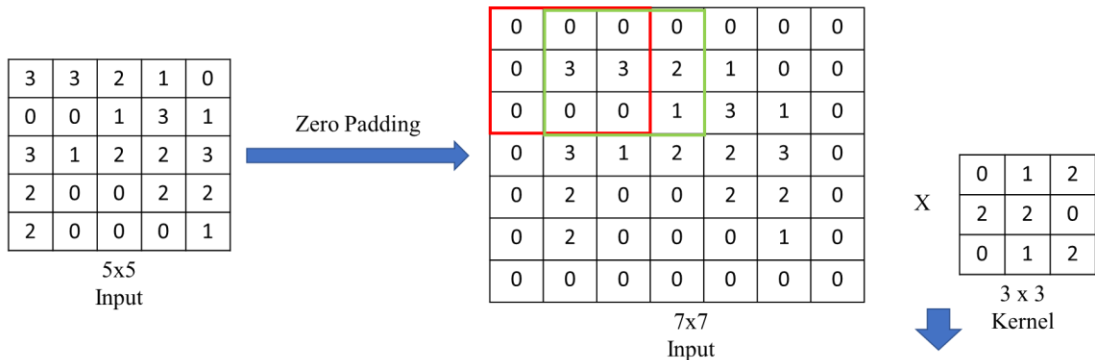 0 0 0 0 0 0 0
3 3 2 1 0
0 3 3 2 1 0 0
0 0 1 3 1
0 0 0 1 3 1 0
Zero Padding
3 1 2 2 3
0 3 1 2 2 3 0
2 0 0 2 2
0 2 0 0 2 2 0
2 0 0 0 1
0 2 0 0 0 1 0
0 0 0 0 0 0 0
5x5
Input
7x7
Input
X
0 1 2
2 2 0
0 1 2
3 x 3
Kernel